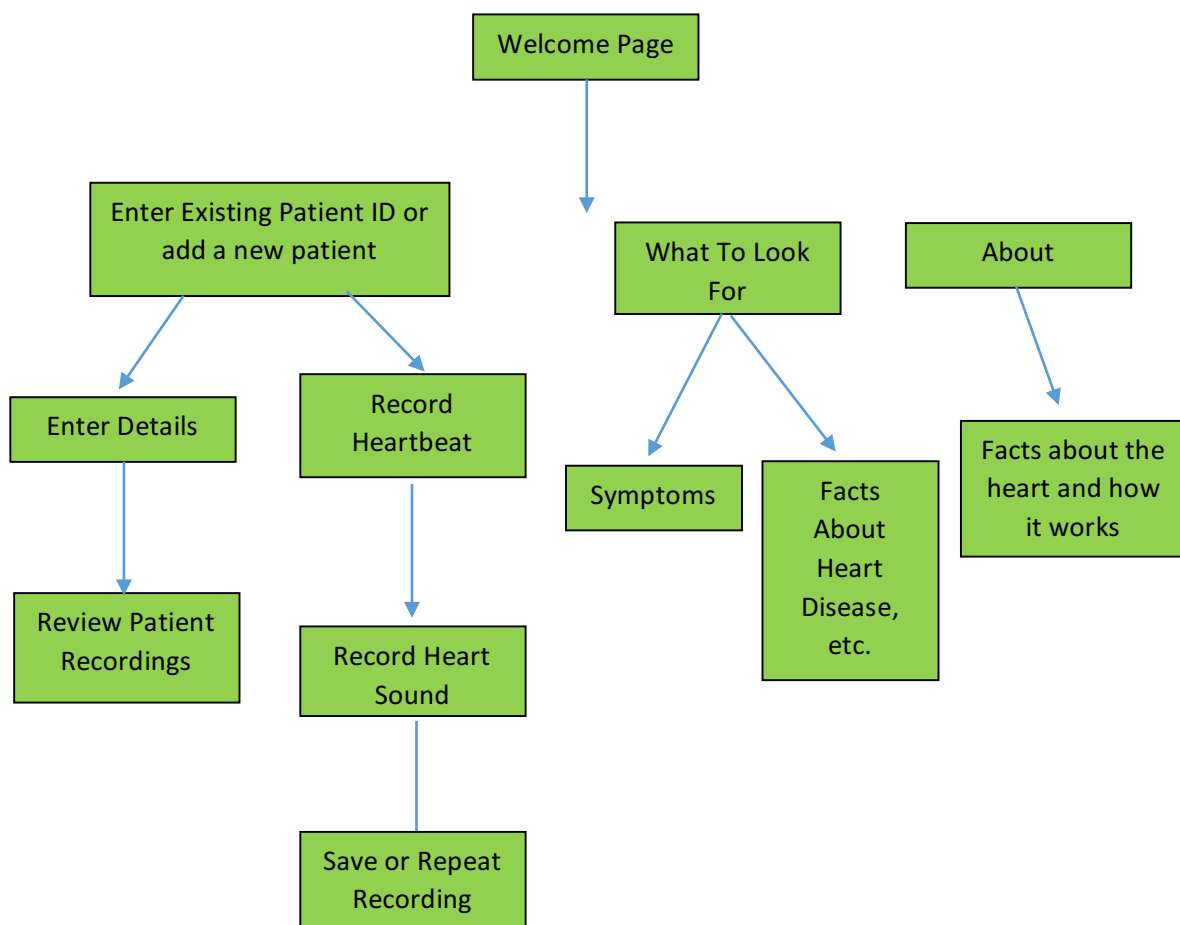 Welcome Page
Enter Existing Patient ID or
add a new patient
What To Look
For
About
Enter Details
Record
Heartbeat
Symptoms
Facts
About
Heart
Disease,
etc.
Facts about the
heart and how
it works
Review Patient
Recordings
Record Heart
Sound
Save or Repeat
Recording